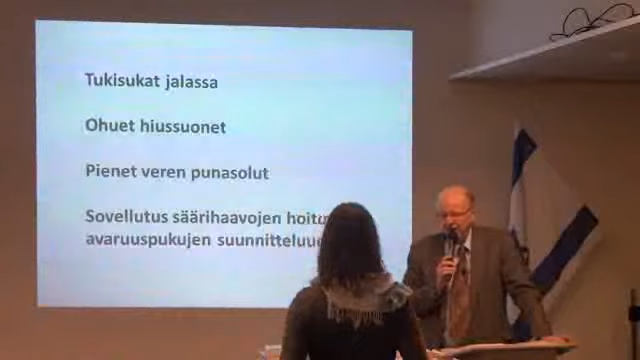 Tukisukat jalassa
Ohuet hiussuonet
Pienet veren punasolut
Sovellutus säärihaavojen
avaruuspukujen